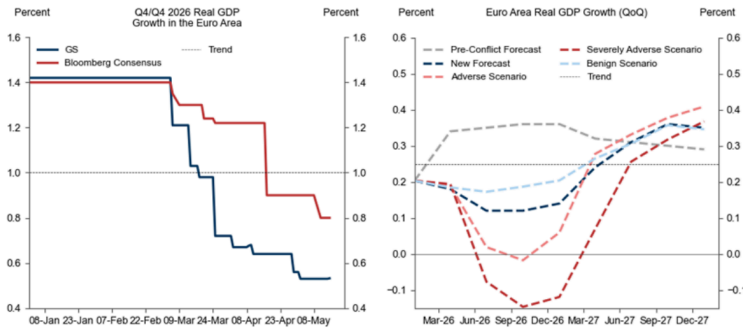 Percent
Q4/Q4 2026 Real GDP
Growth in the Euro Area
Percent
1.6
1.4
1.2
1.0
0.8
0.6
0.4
GS
Bloomberg Consensus
Trend
1.6
1.4
1.2
1.0
0.8
0.6
0.4
08-Jan 23-Jan 07-Feb 22-Feb 09-Mar 24-Mar 08-Apr 23-Apr 08-May
Percent
Euro Area Real GDP Growth (QoQ)
Percent
0.6
0.5
0.4
0.3
0.2
0.1
0.0
−0.1
Pre-Conflict Forecast
New Forecast
Adverse Scenario
Severely Adverse Scenario
Benign Scenario
Trend
0.6
0.5
0.4
0.3
0.2
0.1
0.0
−0.1
Mar-26 Jun-26 Sep-26 Dec-26 Mar-27 Jun-27 Sep-27 Dec-27